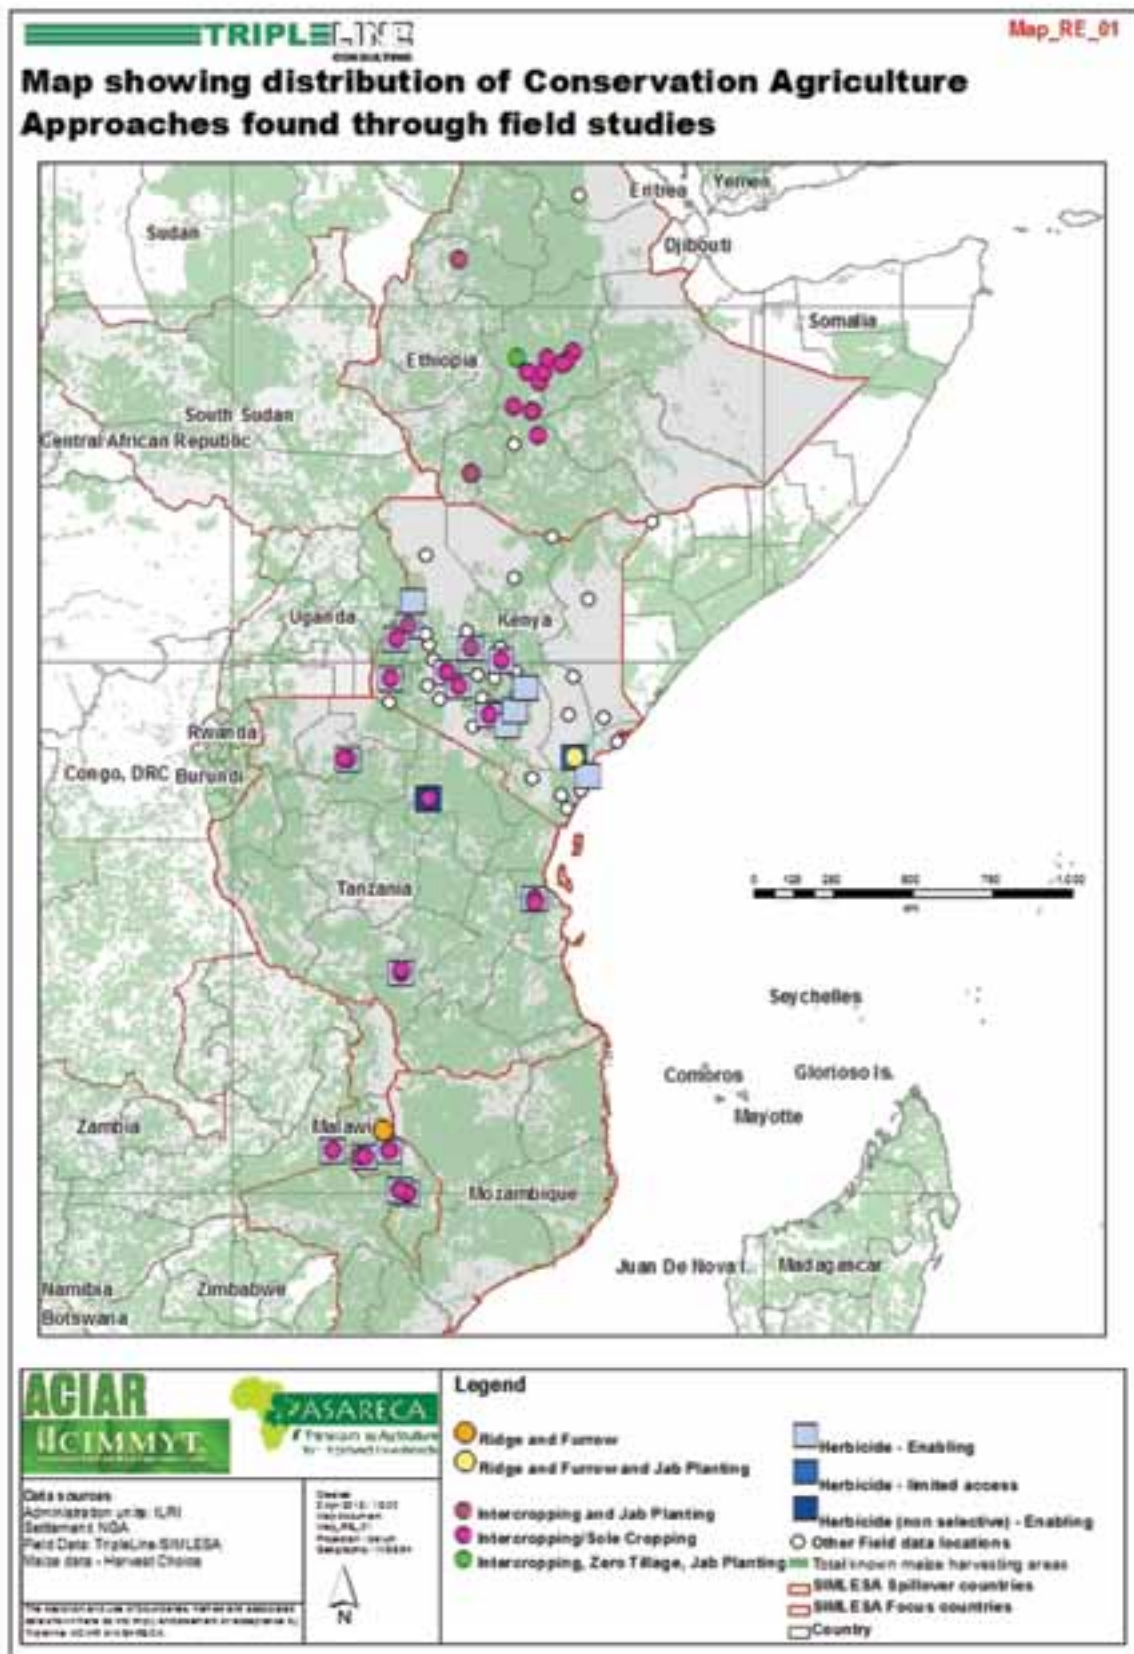 TRIPLELINE
CONSULTING
Map_RE_01
Map showing distribution of Conservation Agriculture
Approaches found through field studies
Eritrea
Yemen
Sudan
Djibouti
Somalia
Ethiopia
South Sudan
Central African Republic
Uganda
Kenya
Rwanda
Congo, DRC
Burundi
Tanzania
Seychelles
Comoros
Glorioso Is.
Mayotte
Zambia
Malawi
Mozambique
Juan De Nova I.
Madagascar
Namibia
Zimbabwe
Botswana
ACIAR
CIMMYT
ASARECA
Data sources
Administration units: ILRI
Settlement: NGA
Field Data: TripleLine/SIMLESA
Maize data - Harvest Choice
N
Legend
Ridge and Furrow
Ridge and Furrow and Jab Planting
Intercropping and Jab Planting
Intercropping/Sole Cropping
Intercropping, Zero Tillage, Jab Planting
Herbicide - Enabling
Herbicide - limited access
Herbicide (non selective) - Enabling
Other Field data locations
Total known maize harvesting areas
SIMLESA Spillover countries
SIMLESA Focus countries
Country